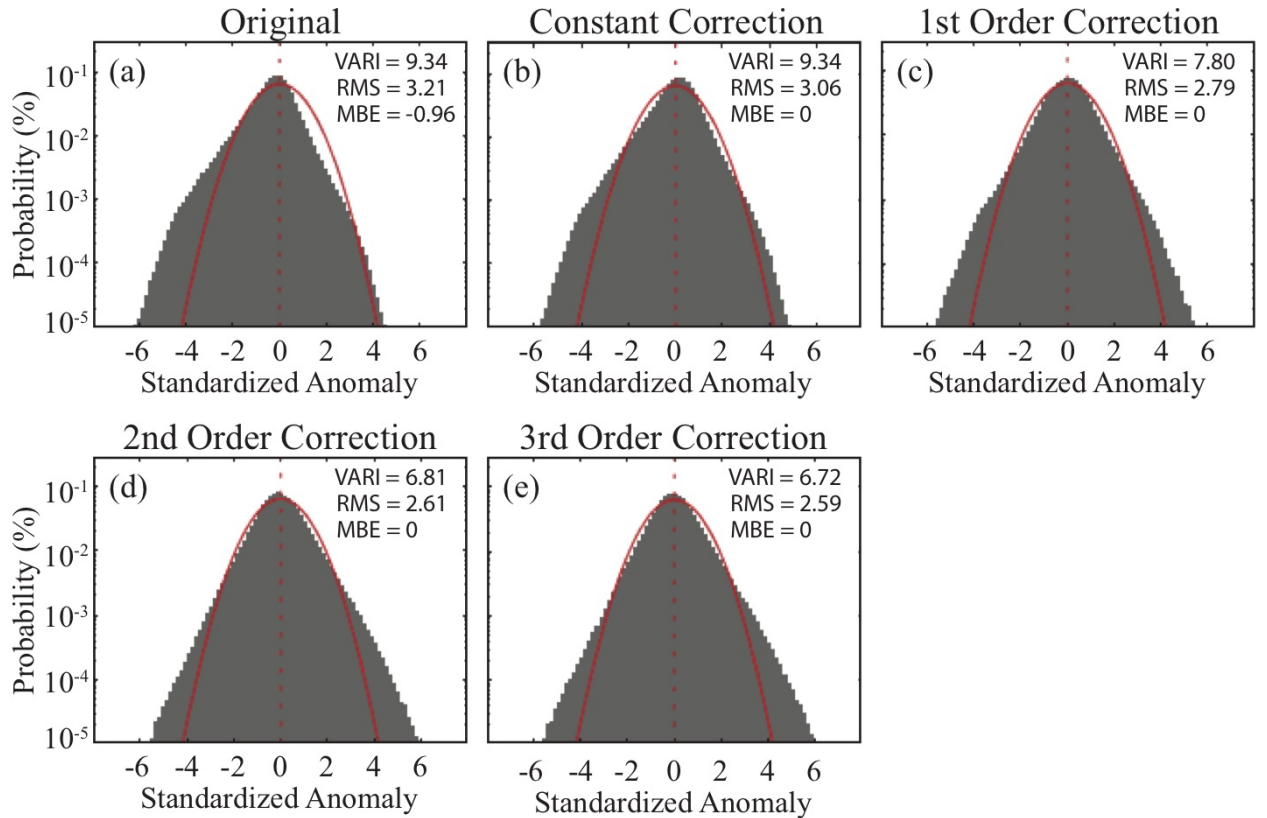 Original
Constant Correction
1st Order Correction
(a)
VARI = 9.34
RMS = 3.21
MBE = -0.96
(b)
VARI = 9.34
RMS = 3.06
MBE = 0
(c)
VARI = 7.80
RMS = 2.79
MBE = 0
Probability (%)
10⁻¹
10⁻²
10⁻³
10⁻⁴
10⁻⁵
-6 -4 -2 0 2 4 6
-6 -4 -2 0 2 4 6
-6 -4 -2 0 2 4 6
Standardized Anomaly
Standardized Anomaly
Standardized Anomaly
2nd Order Correction
3rd Order Correction
(d)
VARI = 6.81
RMS = 2.61
MBE = 0
(e)
VARI = 6.72
RMS = 2.59
MBE = 0
Probability (%)
10⁻¹
10⁻²
10⁻³
10⁻⁴
10⁻⁵
-6 -4 -2 0 2 4 6
-6 -4 -2 0 2 4 6
Standardized Anomaly
Standardized Anomaly